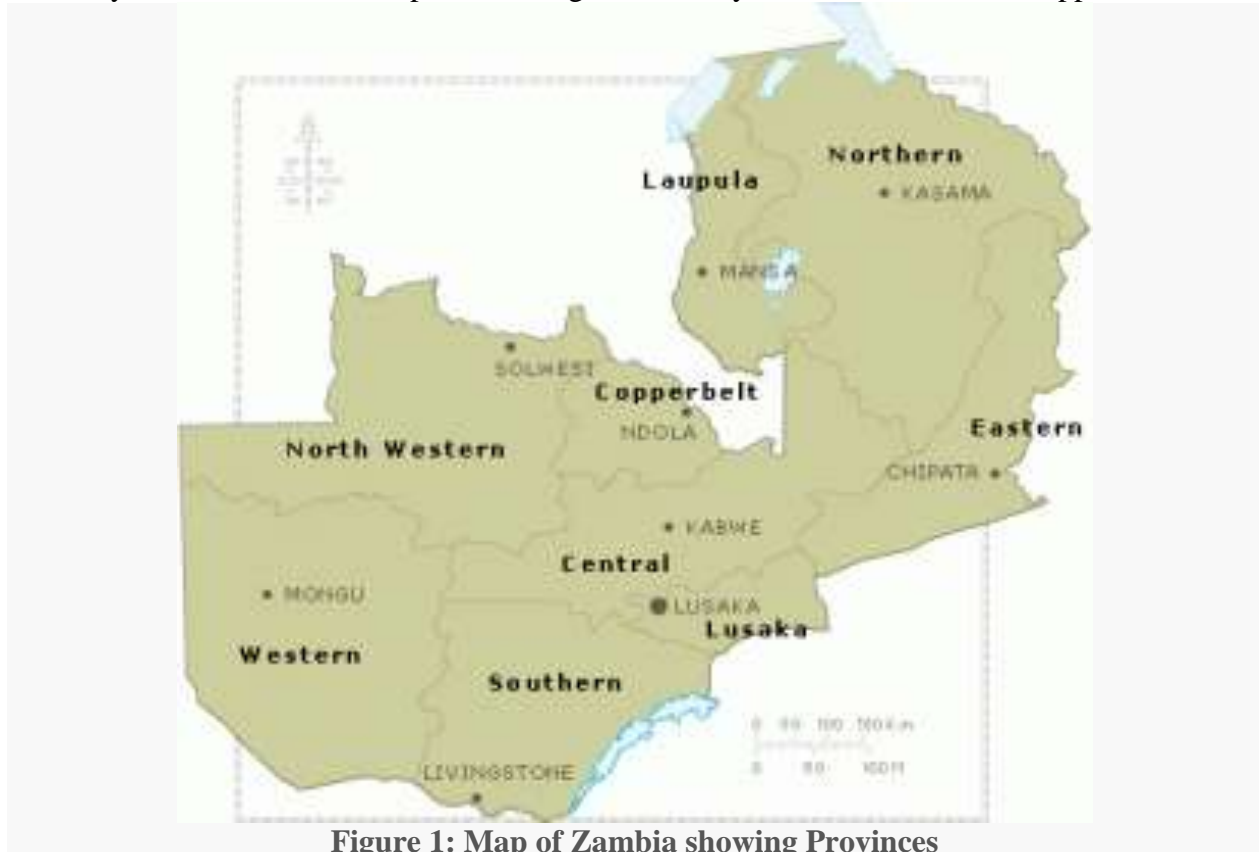 Northern
Laupula
KASAMA
MANSA
SOLWESI
Copperbelt
NDOLA
Eastern
North Western
CHIPATA
KABWE
Central
MONGU
LUSAKA
Lusaka
Western
Southern
LIVINGSTONE
Figure 1: Map of Zambia showing Provinces